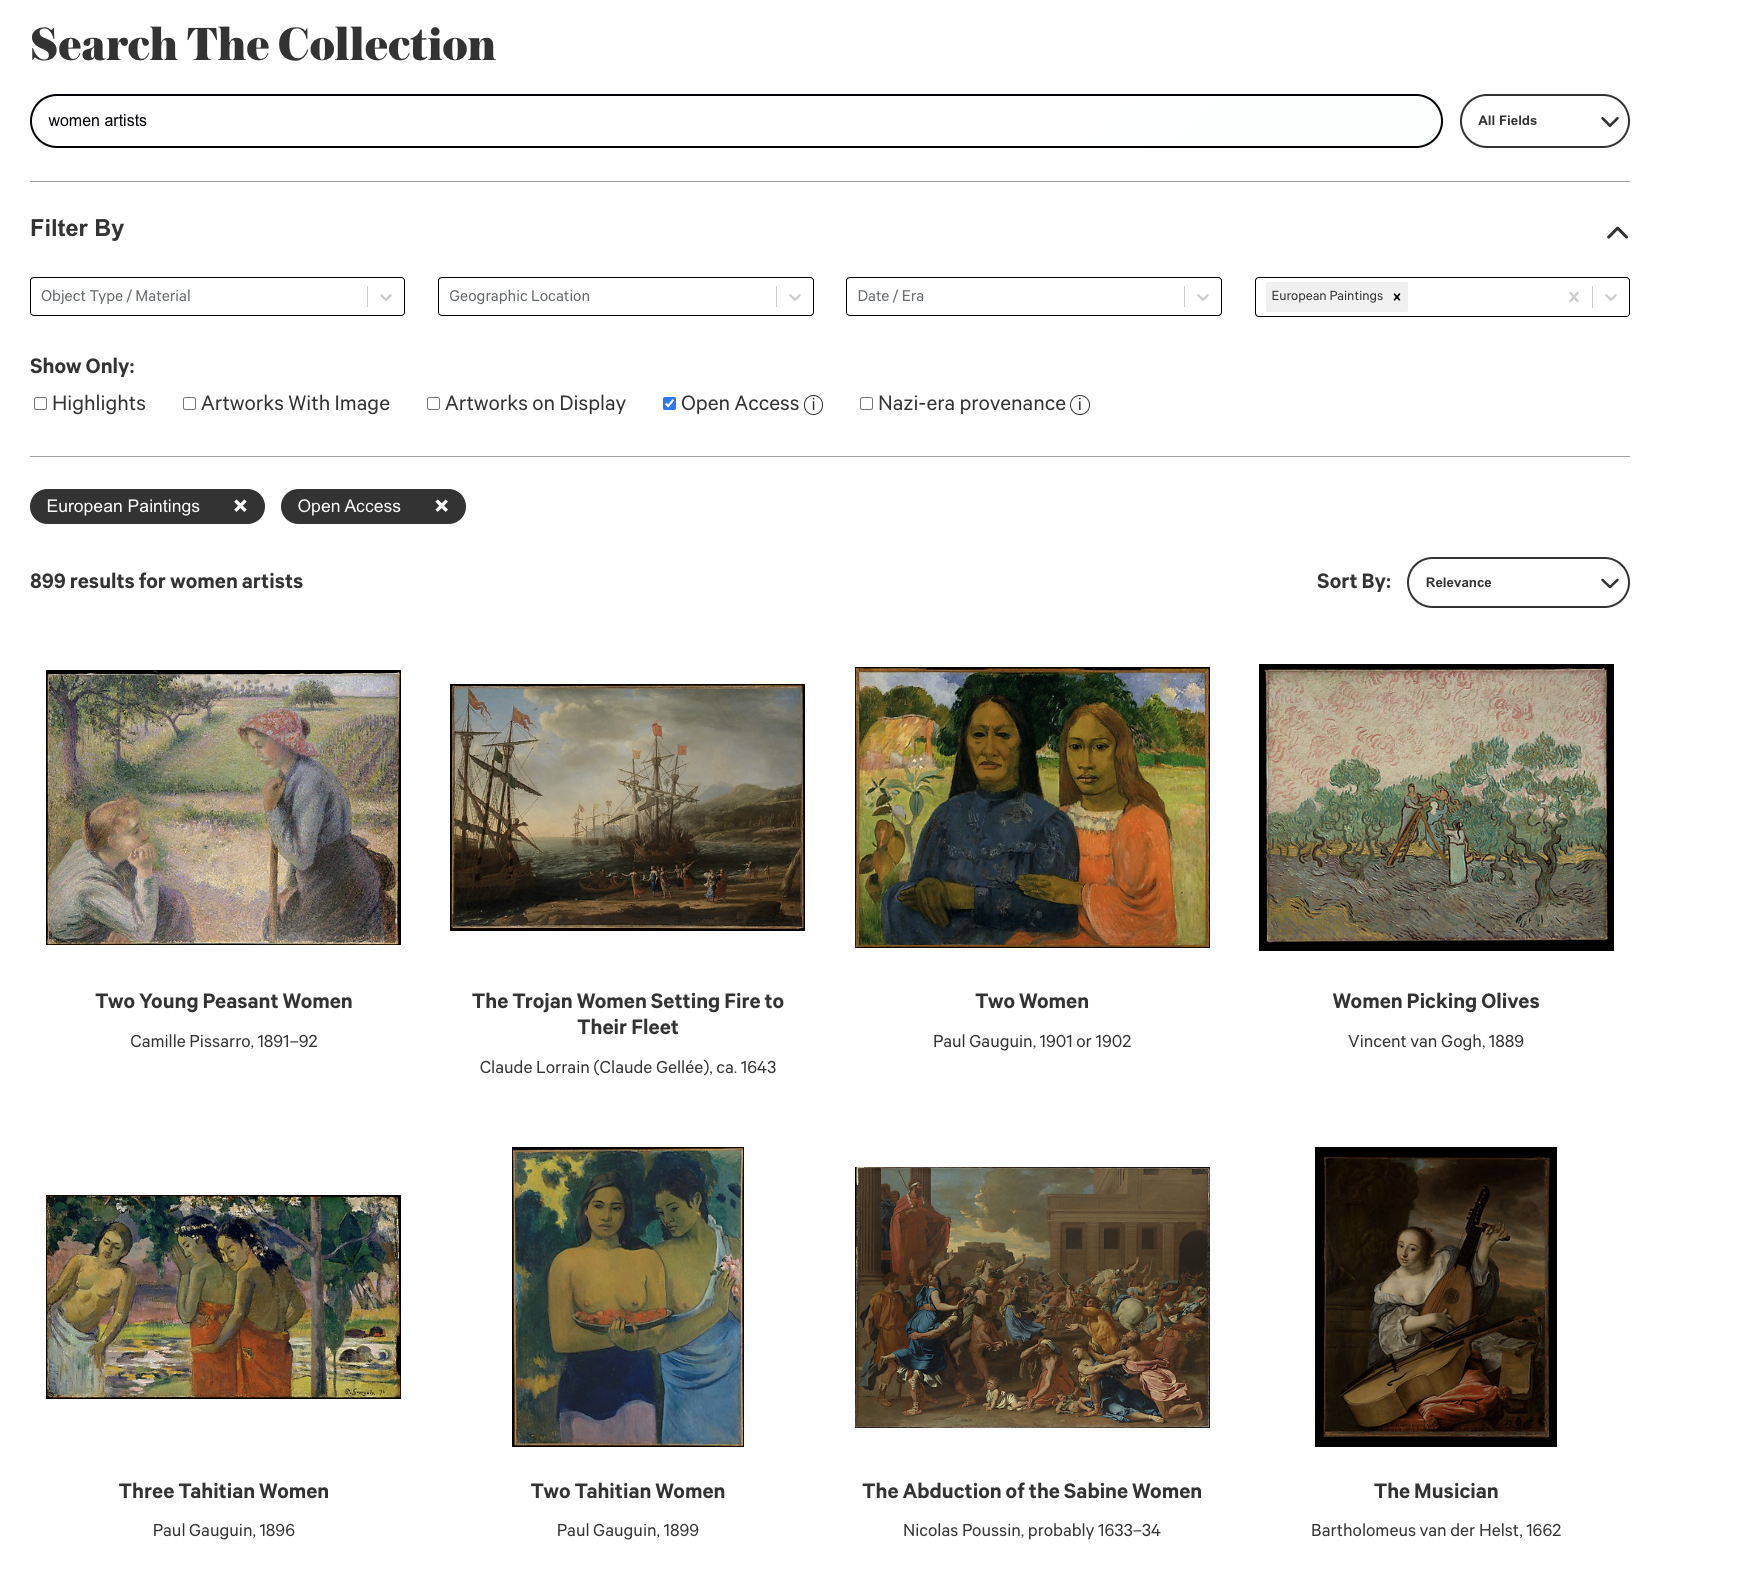 Search The Collection
women artists
All Fields
Filter By
Object Type / Material
Geographic Location
Date / Era
European Paintings x
Show Only:
Highlights
Artworks With Image
Artworks on Display
Open Access i
Nazi-era provenance i
European Paintings ×
Open Access ×
899 results for women artists
Sort By:
Relevance
Two Young Peasant Women
Camille Pissarro, 1891–92
The Trojan Women Setting Fire to
Their Fleet
Claude Lorrain (Claude Gellée), ca. 1643
Two Women
Paul Gauguin, 1901 or 1902
Women Picking Olives
Vincent van Gogh, 1889
Three Tahitian Women
Paul Gauguin, 1896
Two Tahitian Women
Paul Gauguin, 1899
The Abduction of the Sabine Women
Nicolas Poussin, probably 1633–34
The Musician
Bartholomeus van der Helst, 1662